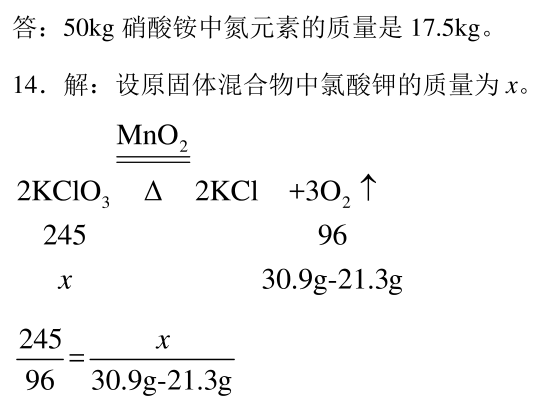 答：50kg 硝酸铵中氮元素的质量是 17.5kg。
14．解：设原固体混合物中氯酸钾的质量为 x。
MnO₂
2KClO₃ Δ 2KCl +3O₂↑
245 96
x 30.9g-21.3g
245/96 = x/(30.9g-21.3g)